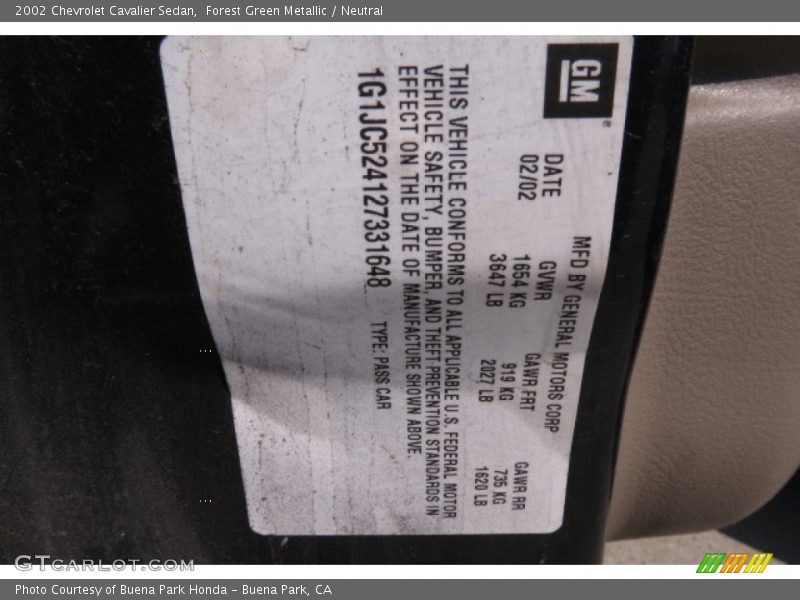 2002 Chevrolet Cavalier Sedan,  Forest Green Metallic / Neutral
GM
MFD BY GENERAL MOTORS CORP
DATE GVWR GAWR FRT GAWR RR
02/02 1654 KG 919 KG 735 KG
3647 LB 2027 LB 1620 LB
THIS VEHICLE CONFORMS TO ALL APPLICABLE U.S. FEDERAL MOTOR
VEHICLE SAFETY, BUMPER, AND THEFT PREVENTION STANDARDS IN
EFFECT ON THE DATE OF MANUFACTURE SHOWN ABOVE.
1G1JC524127331648 TYPE: PASS CAR
GTcarlot.com
Photo Courtesy of Buena Park Honda - Buena Park, CA